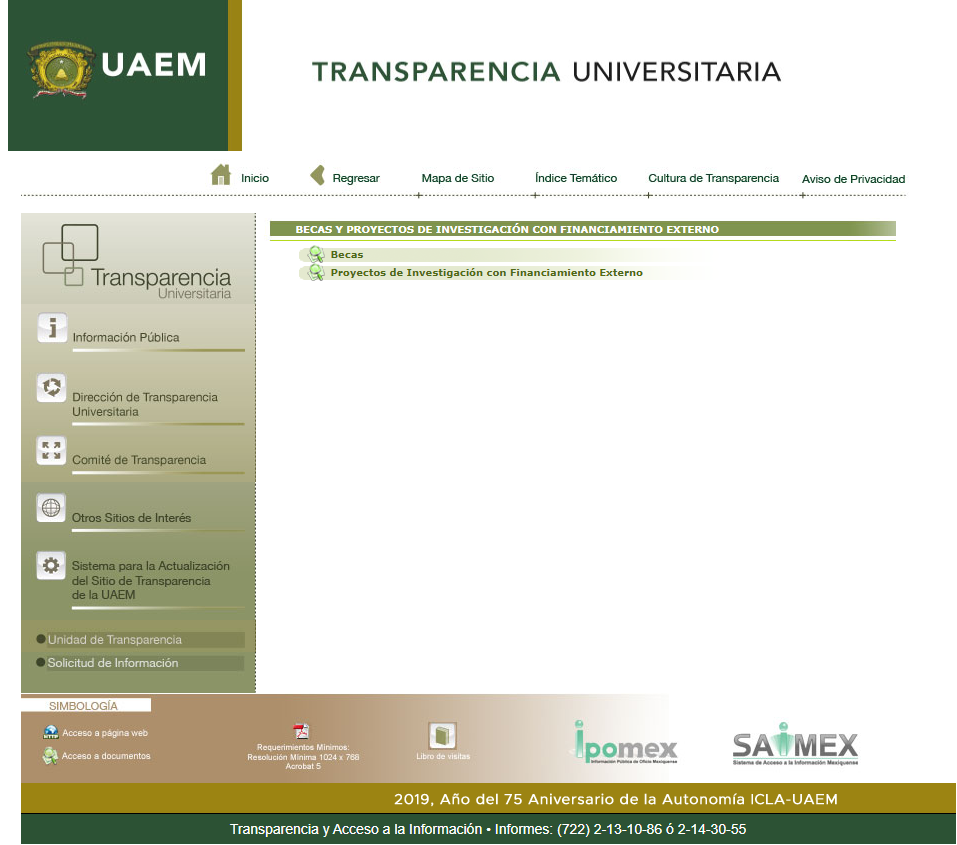 UAEM
TRANSPARENCIA UNIVERSITARIA
Inicio
Regresar
Mapa de Sitio
Índice Temático
Cultura de Transparencia
Aviso de Privacidad
Transparencia
Universitaria
Información Pública
Dirección de Transparencia
Universitaria
Comité de Transparencia
Otros Sitios de Interés
Sistema para la Actualización
del Sitio de Transparencia
de la UAEM
Unidad de Transparencia
Solicitud de Información
BECAS Y PROYECTOS DE INVESTIGACIÓN CON FINANCIAMIENTO EXTERNO
Becas
Proyectos de Investigación con Financiamiento Externo
SIMBOLOGÍA
HTTP
Acceso a página web
Acceso a documentos
Requerimientos Mínimos:
Resolución Mínima 1024 x 768
Acrobat 5
Libro de visitas
ipomex
Información Pública de Oficio Mexiquense
SAIMEX
Sistema de Acceso a la Información Mexiquense
2019, Año del 75 Aniversario de la Autonomía ICLA-UAEM
Transparencia y Acceso a la Información • Informes: (722) 2-13-10-86 ó 2-14-30-55